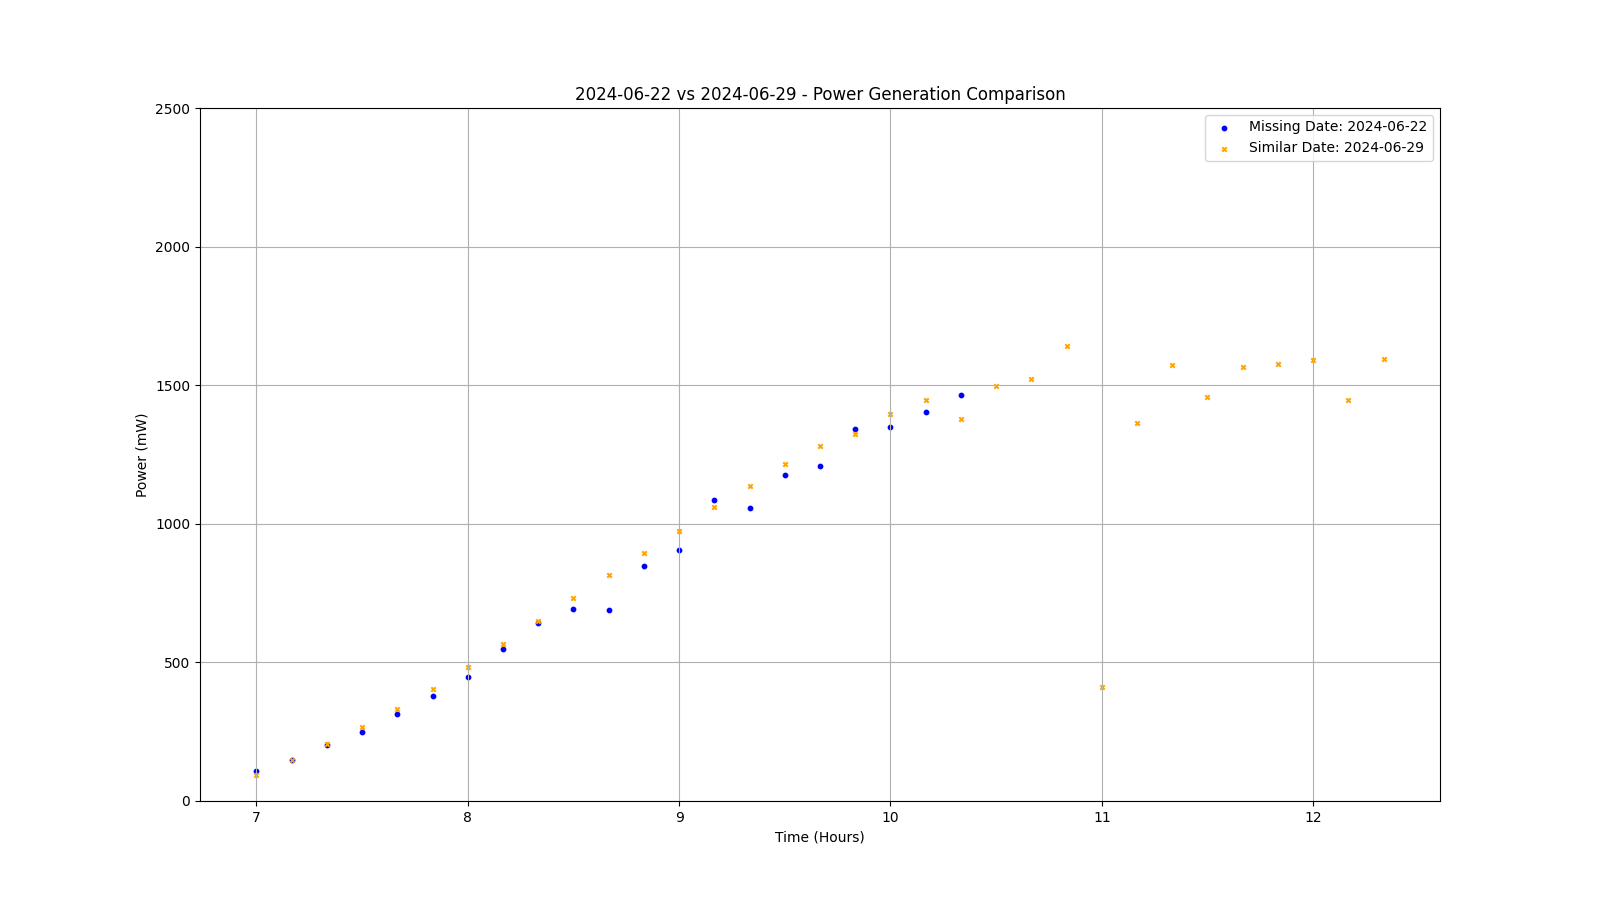 2024-06-22 vs 2024-06-29 - Power Generation Comparison
Missing Date: 2024-06-22
Similar Date: 2024-06-29
2500
2000
1500
1000
500
0
Power (mW)
7 8 9 10 11 12
Time (Hours)